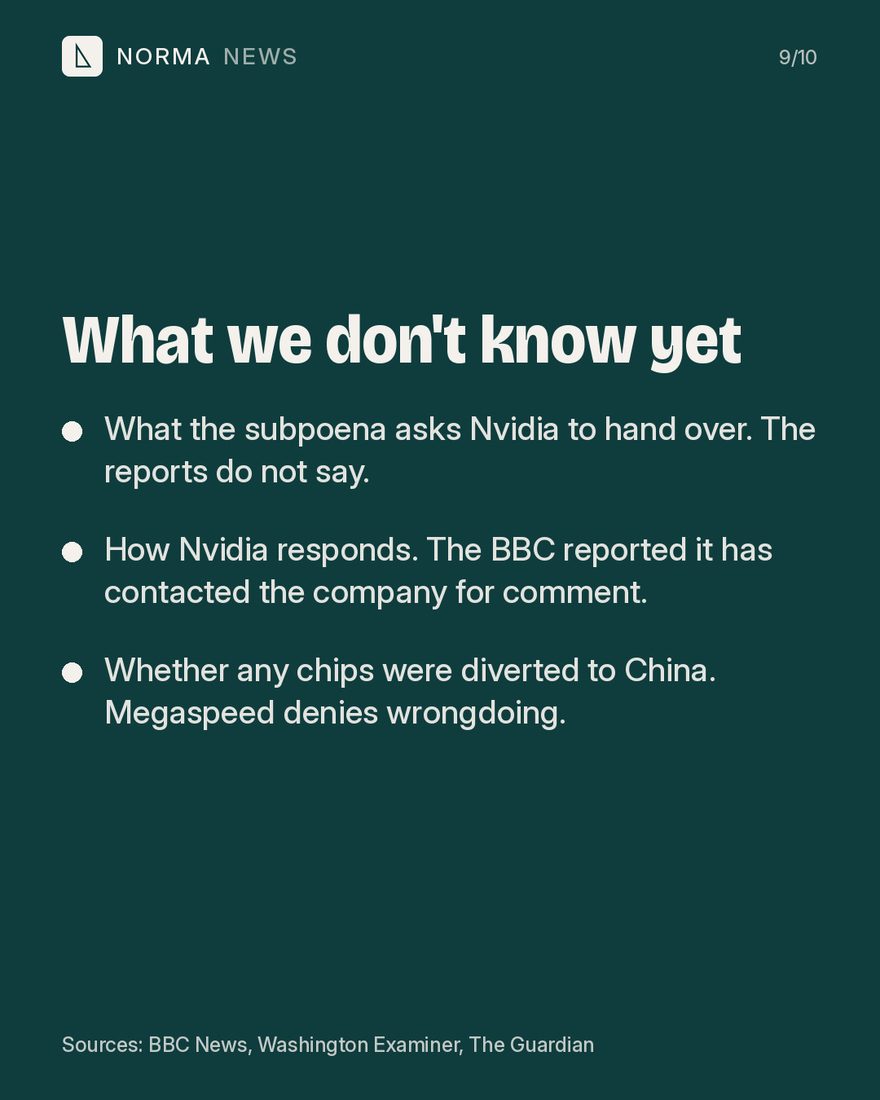 NORMA NEWS
9/10
What we don't know yet
What the subpoena asks Nvidia to hand over. The
reports do not say.
How Nvidia responds. The BBC reported it has
contacted the company for comment.
Whether any chips were diverted to China.
Megaspeed denies wrongdoing.
Sources: BBC News, Washington Examiner, The Guardian